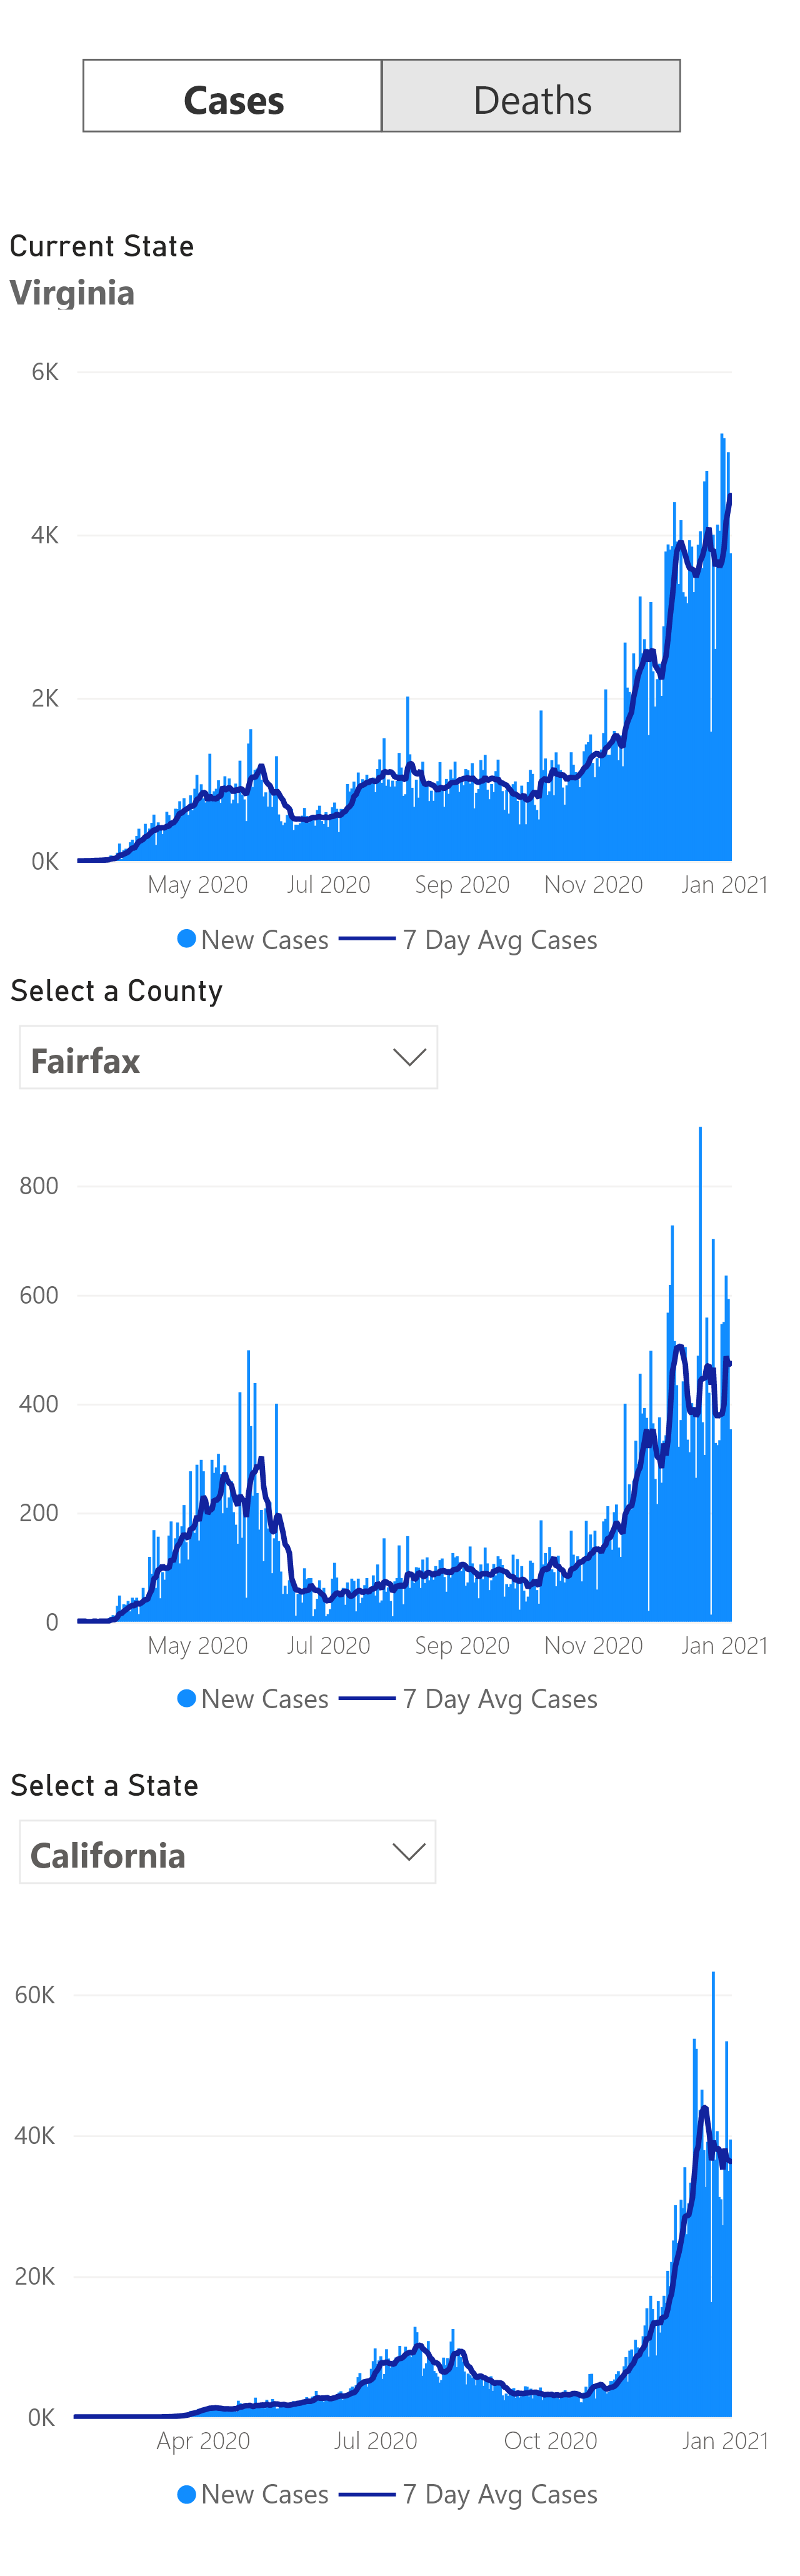 Cases Deaths
Current State
Virginia
6K
4K
2K
0K
May 2020 Jul 2020 Sep 2020 Nov 2020 Jan 2021
New Cases 7 Day Avg Cases
Select a County
Fairfax
800
600
400
200
0
May 2020 Jul 2020 Sep 2020 Nov 2020 Jan 2021
New Cases 7 Day Avg Cases
Select a State
California
60K
40K
20K
0K
Apr 2020 Jul 2020 Oct 2020 Jan 2021
New Cases 7 Day Avg Cases